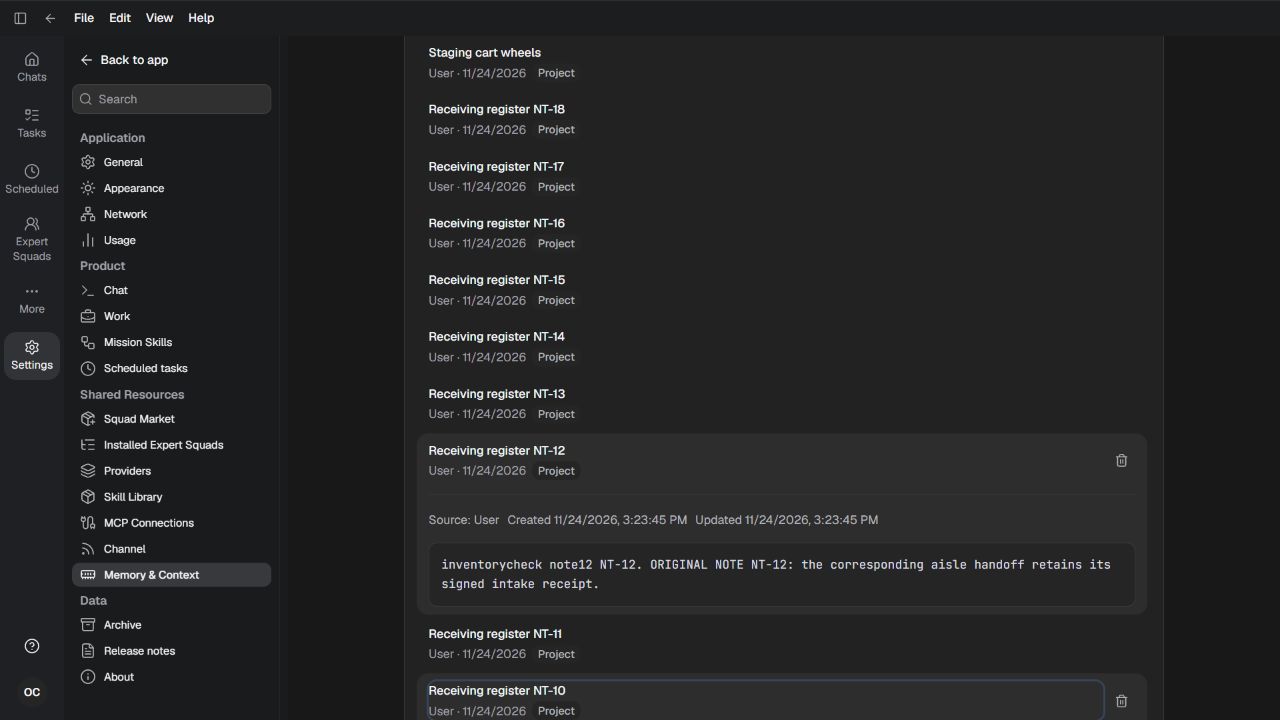 File Edit View Help
Chats
Tasks
Scheduled
Expert
Squads
More
Settings
OC
Back to app
Search
Application
General
Appearance
Network
Usage
Product
Chat
Work
Mission Skills
Scheduled tasks
Shared Resources
Squad Market
Installed Expert Squads
Providers
Skill Library
MCP Connections
Channel
Memory & Context
Data
Archive
Release notes
About
Staging cart wheels
User · 11/24/2026 Project
Receiving register NT-18
User · 11/24/2026 Project
Receiving register NT-17
User · 11/24/2026 Project
Receiving register NT-16
User · 11/24/2026 Project
Receiving register NT-15
User · 11/24/2026 Project
Receiving register NT-14
User · 11/24/2026 Project
Receiving register NT-13
User · 11/24/2026 Project
Receiving register NT-12
User · 11/24/2026 Project
Source: User Created 11/24/2026, 3:23:45 PM Updated 11/24/2026, 3:23:45 PM
inventorycheck note12 NT-12. ORIGINAL NOTE NT-12: the corresponding aisle handoff retains its
signed intake receipt.
Receiving register NT-11
User · 11/24/2026 Project
Receiving register NT-10
User · 11/24/2026 Project